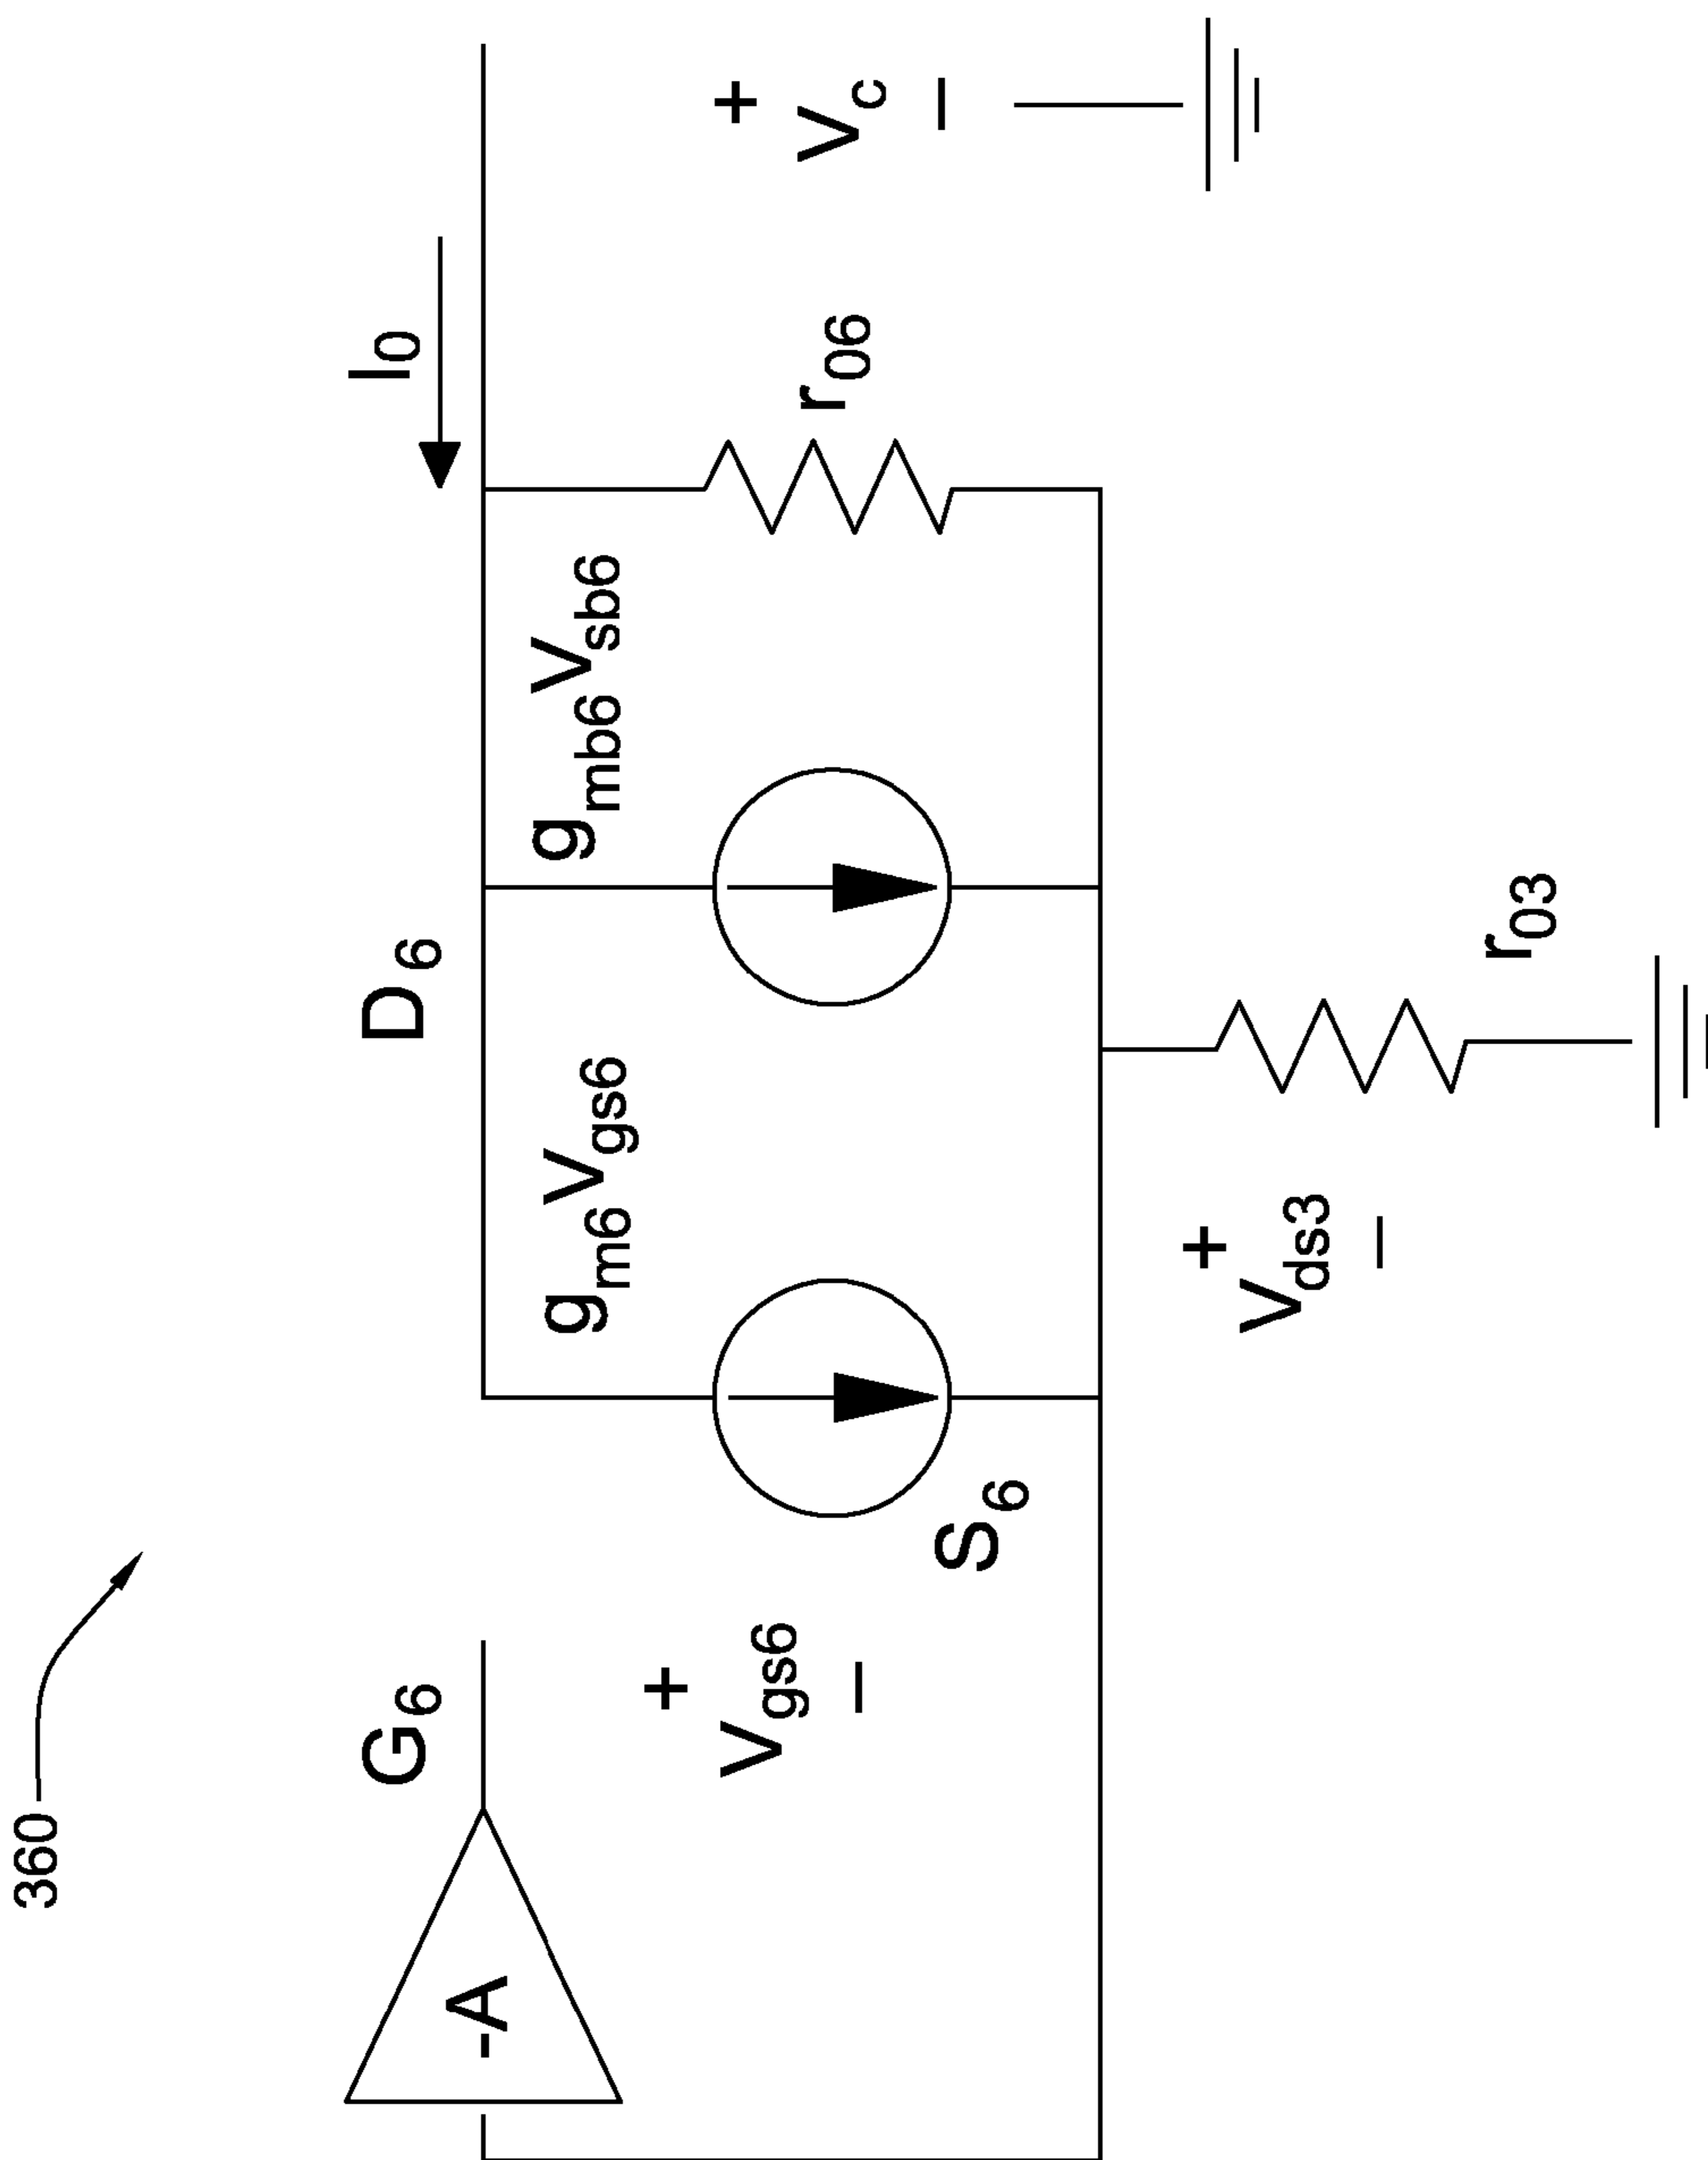 360
-A
G6
+
Vgs6
–
S6
gm6Vgs6
D6
gmb6Vsb6
I0
r06
+
Vc
–
+
Vds3
–
r03